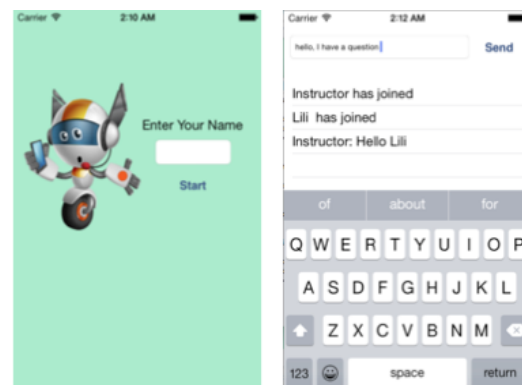 Carrier 2:10 AM
Enter Your Name
Start
Carrier 2:12 AM
hello, I have a question Send
Instructor has joined
Lili has joined
Instructor: Hello Lili
of about for
Q W E R T Y U I O P
A S D F G H J K L
Z X C V B N M
123 space return